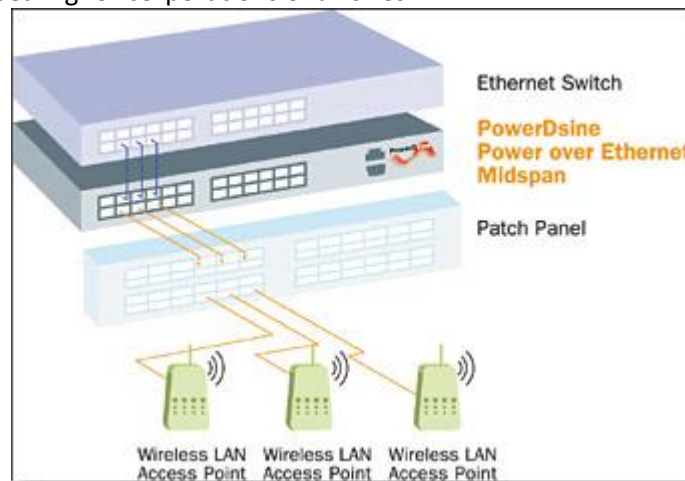 Ethernet Switch
PowerDsine
Power over Ethernet
Midspan
Patch Panel
Wireless LAN
Access Point
Wireless LAN
Access Point
Wireless LAN
Access Point